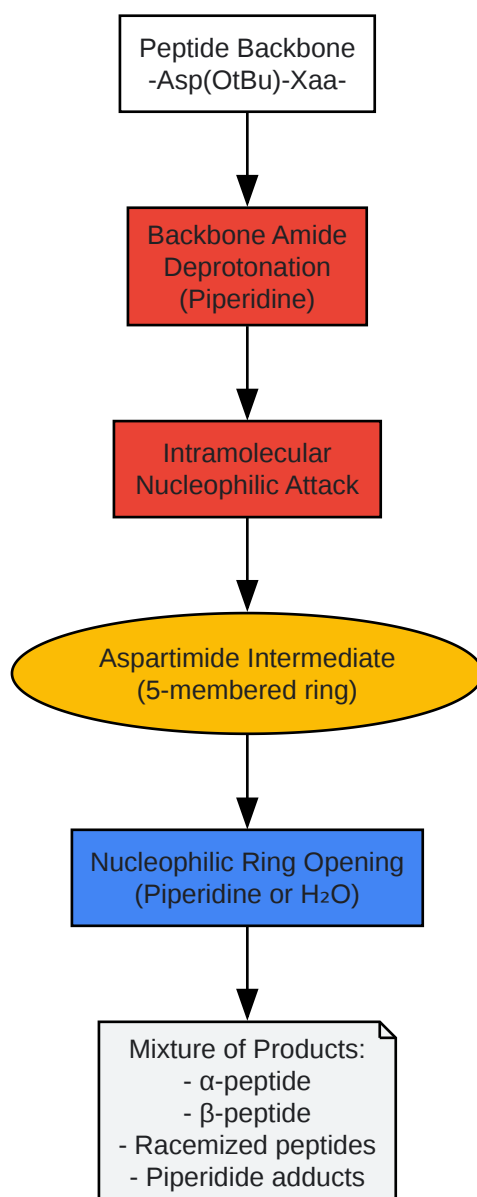 Peptide Backbone
-Asp(OtBu)-Xaa-
Backbone Amide
Deprotonation
(Piperidine)
Intramolecular
Nucleophilic Attack
Aspartimide Intermediate
(5-membered ring)
Nucleophilic Ring Opening
(Piperidine or H₂O)
Mixture of Products:
- α-peptide
- β-peptide
- Racemized peptides
- Piperidide adducts